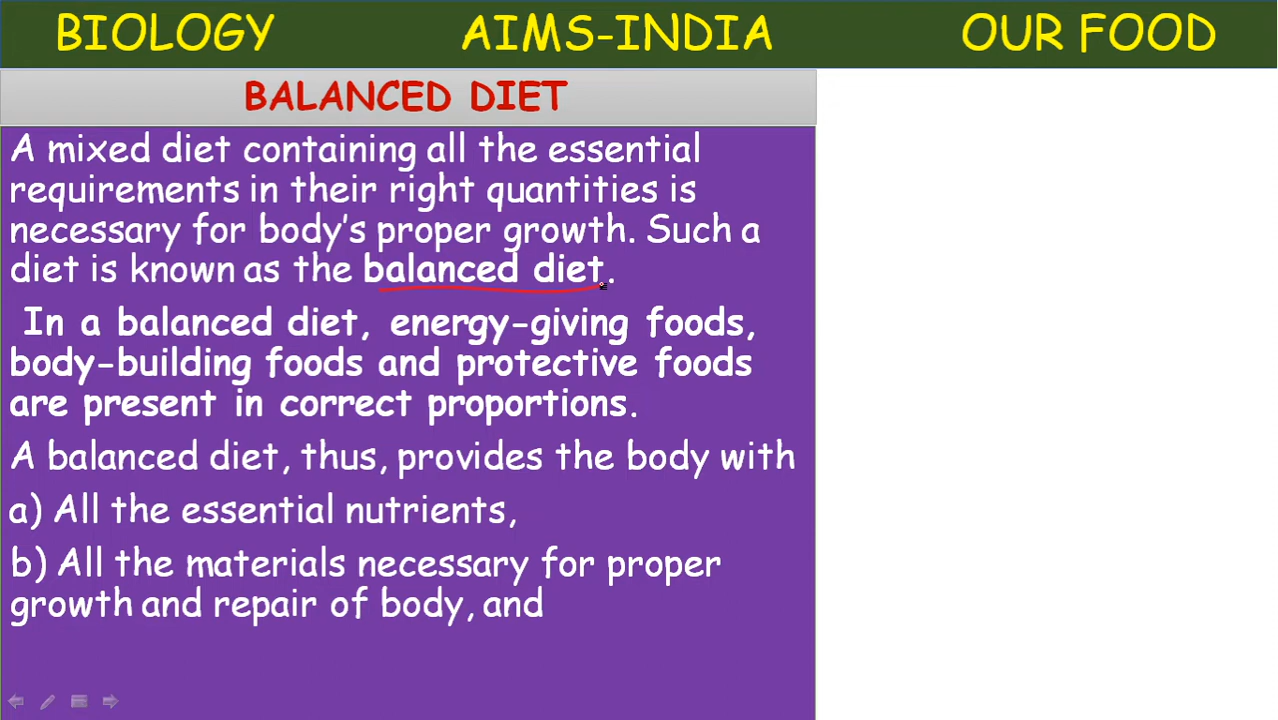 BIOLOGY AIMS-INDIA OUR FOOD
BALANCED DIET
A mixed diet containing all the essential
requirements in their right quantities is
necessary for body's proper growth. Such a
diet is known as the balanced diet.
In a balanced diet, energy-giving foods,
body-building foods and protective foods
are present in correct proportions.
A balanced diet, thus, provides the body with
a) All the essential nutrients,
b) All the materials necessary for proper
growth and repair of body, and